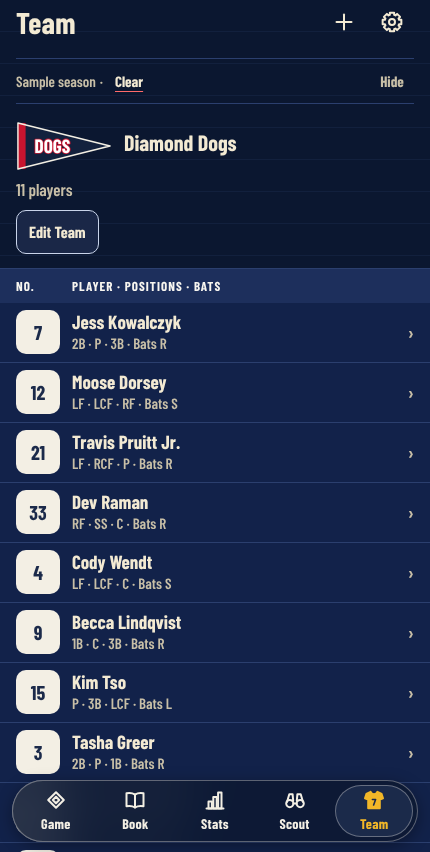 Team
Sample season · Clear Hide
DOGS Diamond Dogs
11 players
Edit Team
NO. PLAYER · POSITIONS · BATS
7 Jess Kowalczyk
2B · P · 3B · Bats R
12 Moose Dorsey
LF · LCF · RF · Bats S
21 Travis Pruitt Jr.
LF · RCF · P · Bats R
33 Dev Raman
RF · SS · C · Bats R
4 Cody Wendt
LF · LCF · C · Bats S
9 Becca Lindqvist
1B · C · 3B · Bats R
15 Kim Tso
P · 3B · LCF · Bats L
3 Tasha Greer
2B · P · 1B · Bats R
7
Game Book Stats Scout Team